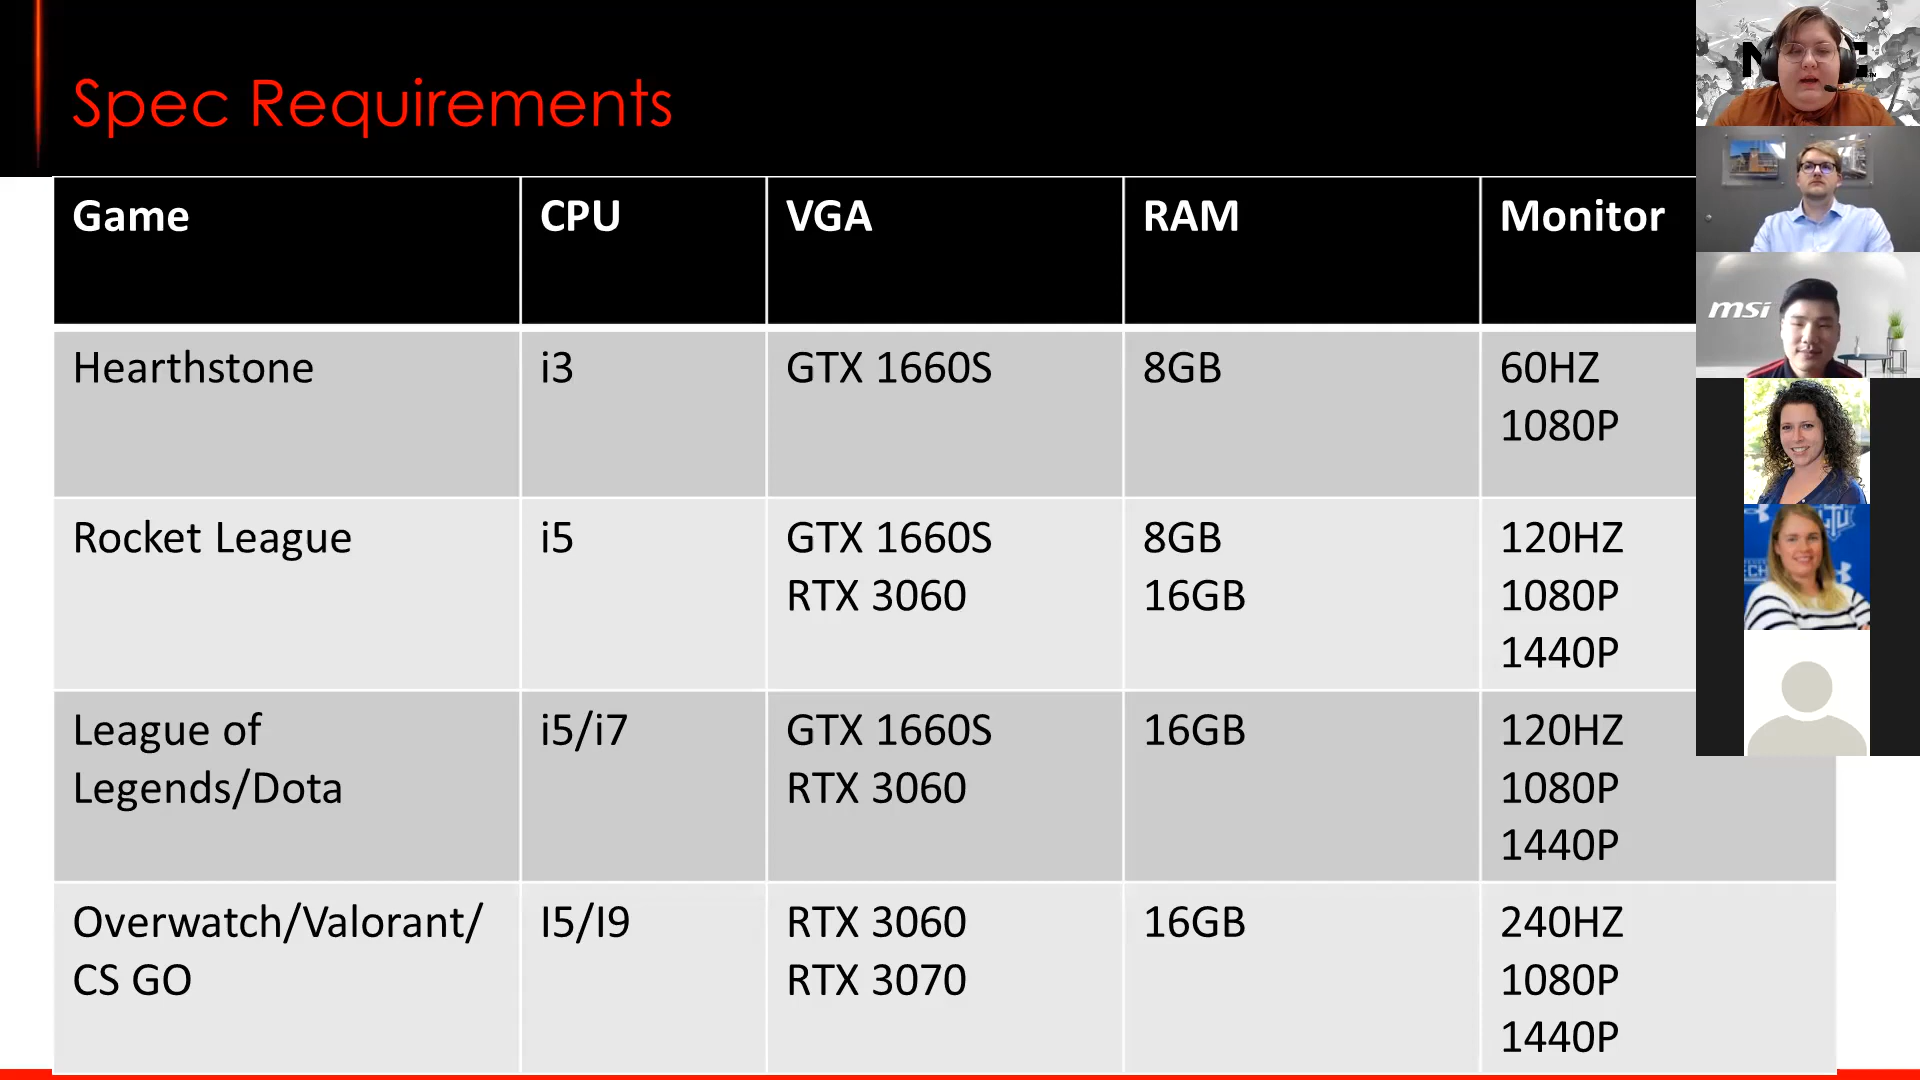 Spec Requirements
Game
CPU
VGA
RAM
Monitor
Hearthstone
i3
GTX 1660S
8GB
60HZ
1080P
Rocket League
i5
GTX 1660S
RTX 3060
8GB
16GB
120HZ
1080P
1440P
League of
Legends/Dota
i5/i7
GTX 1660S
RTX 3060
16GB
120HZ
1080P
1440P
Overwatch/Valorant/
CS GO
I5/I9
RTX 3060
RTX 3070
16GB
240HZ
1080P
1440P
msi